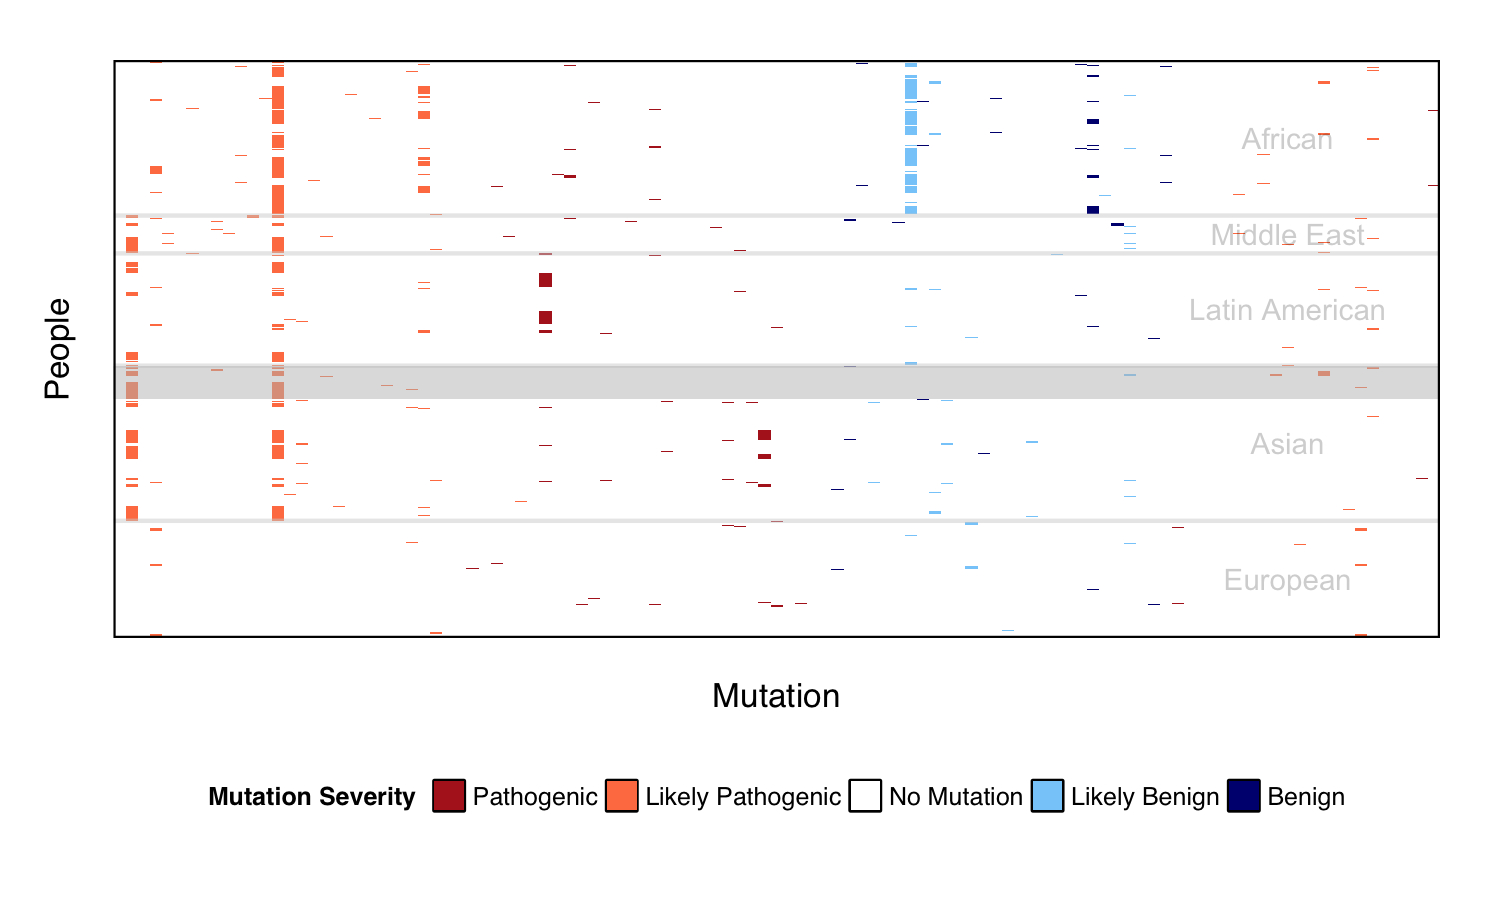 African
Middle East
Latin American
Asian
European
People
Mutation
Mutation Severity Pathogenic Likely Pathogenic No Mutation Likely Benign Benign